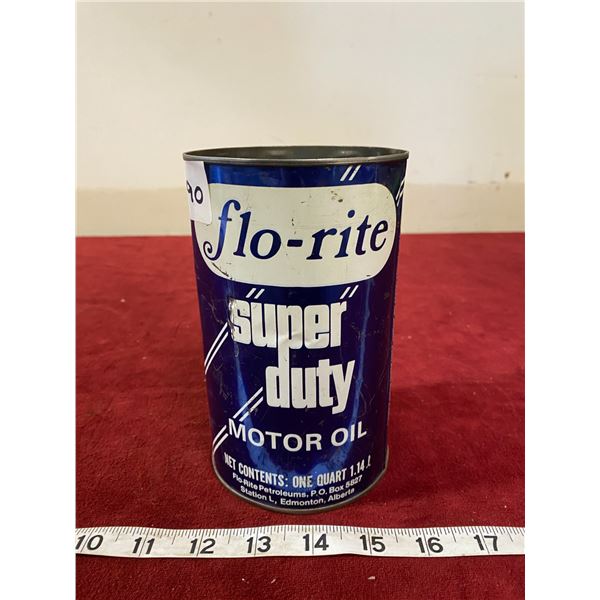 90
flo-rite
"super"
duty
MOTOR OIL
NET CONTENTS: ONE QUART 1.14 l
Flo-Rite Petroleums, P.O. Box 5827
Station L, Edmonton, Alberta
10 11 12 13 14 15 16 17